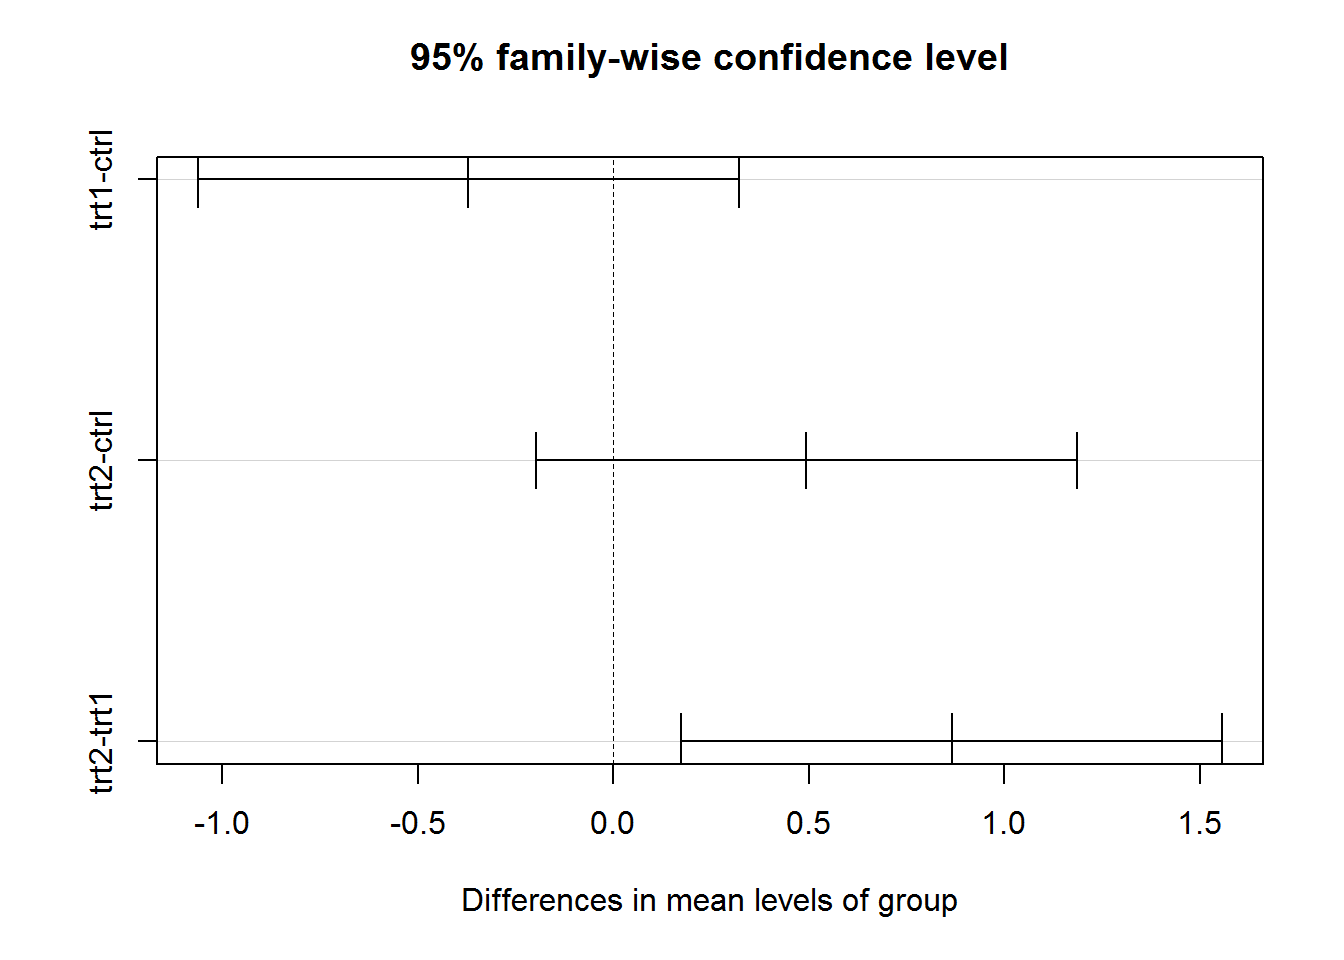 95% family-wise confidence level
trt1-ctrl
trt2-ctrl
trt2-trt1
-1.0 -0.5 0.0 0.5 1.0 1.5
Differences in mean levels of group